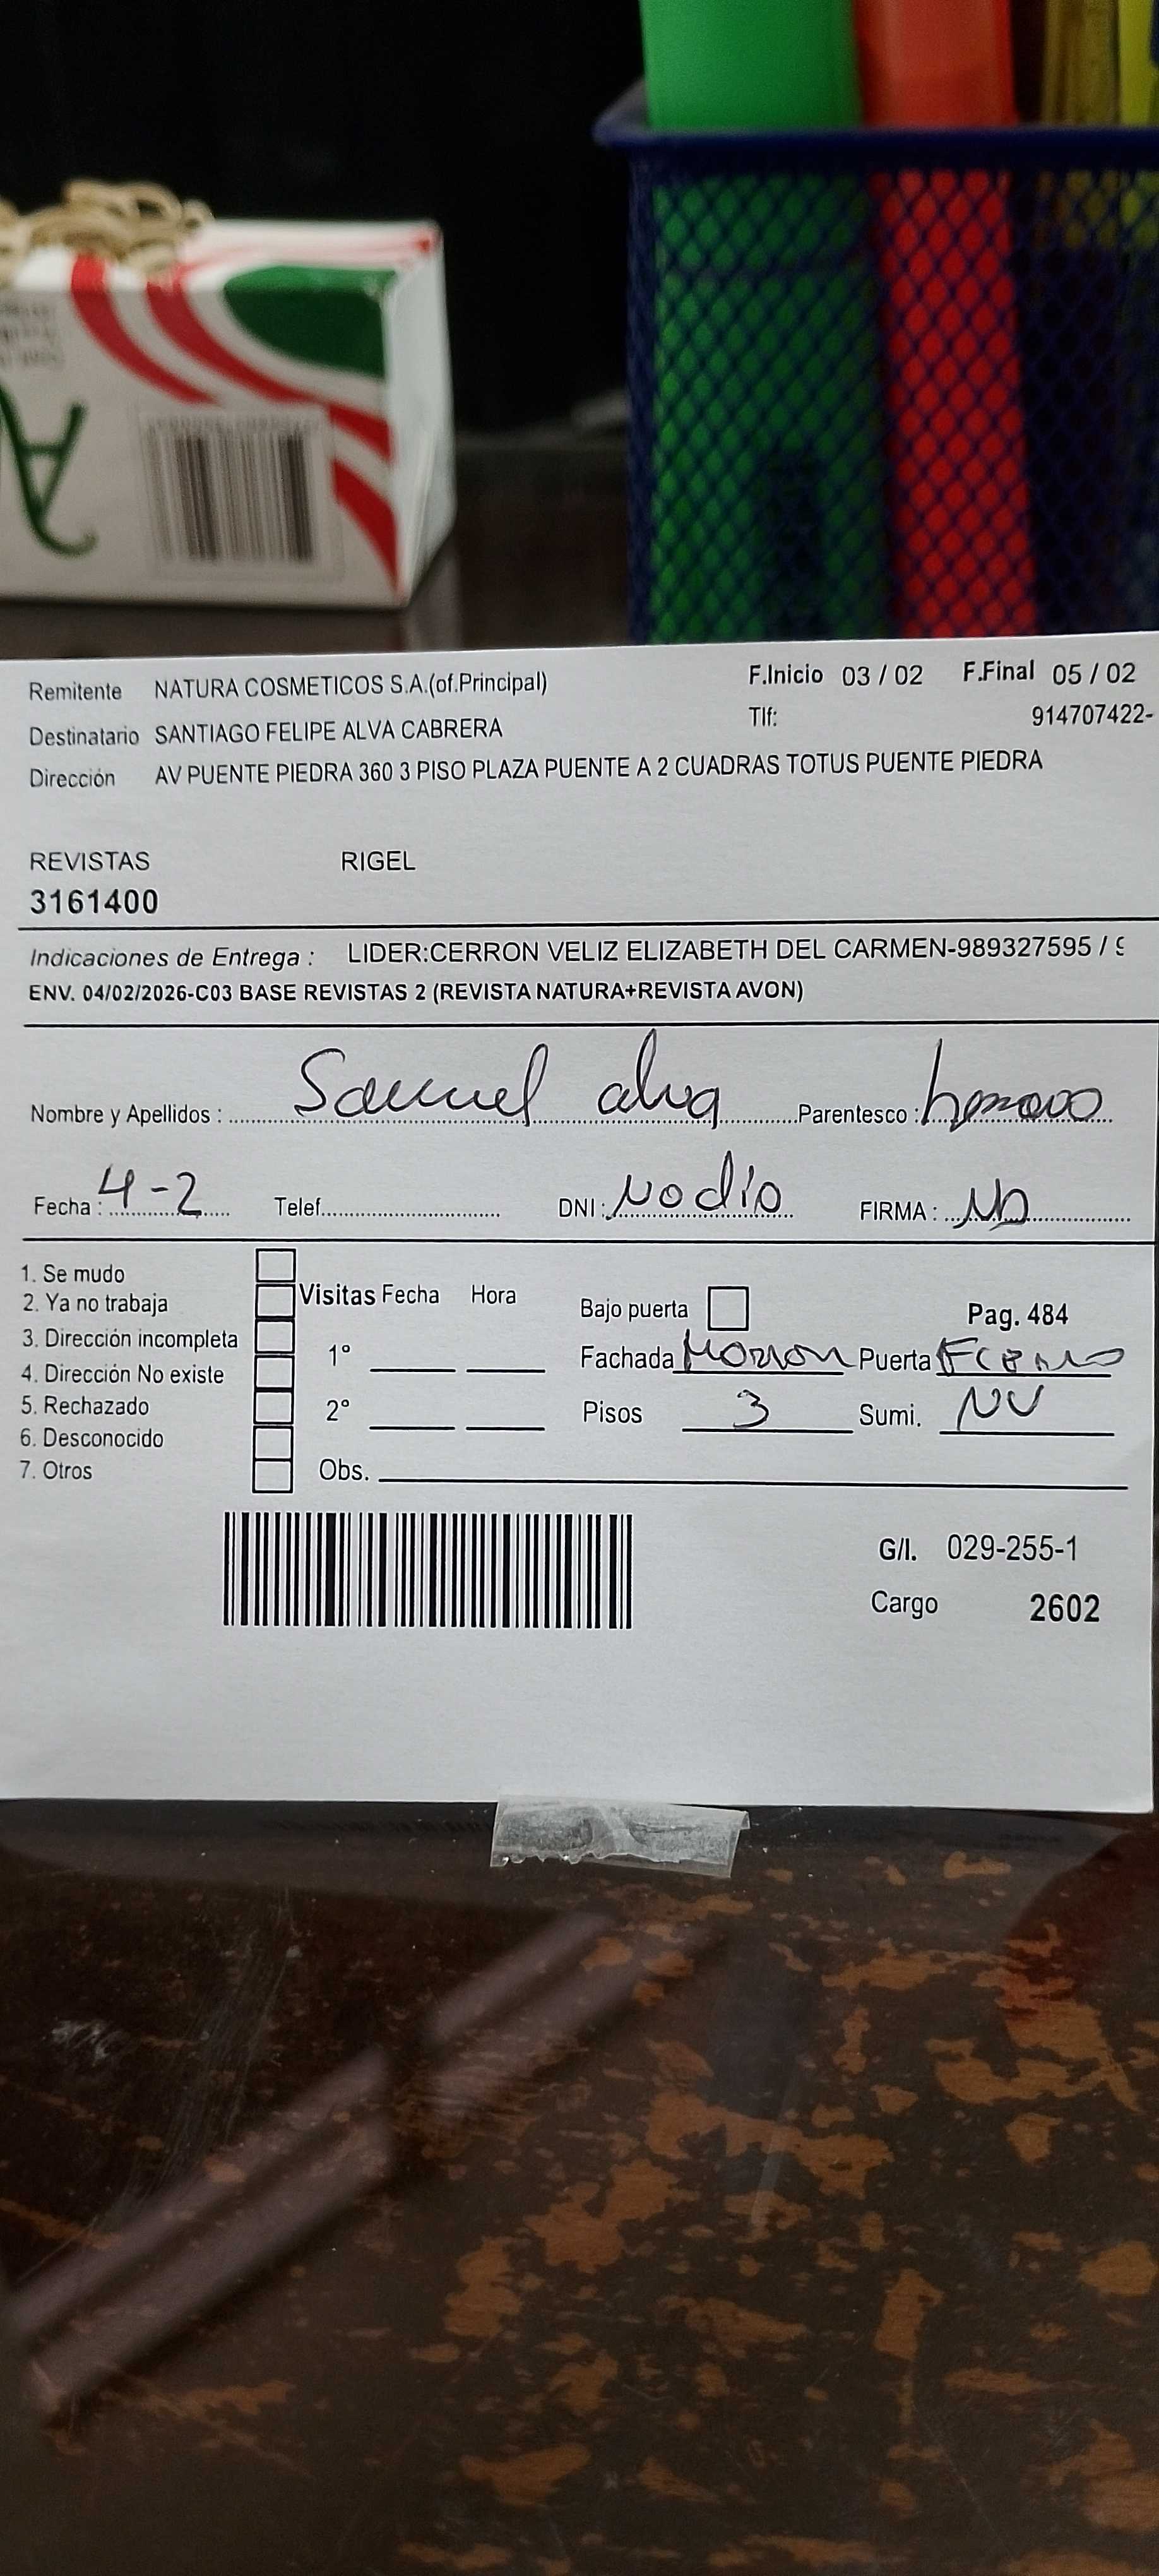 Remitente NATURA COSMETICOS S.A.(of.Principal) F.Inicio 03 / 02 F.Final 05 / 02
Tlf: 914707422-
Destinatario SANTIAGO FELIPE ALVA CABRERA
Dirección AV PUENTE PIEDRA 360 3 PISO PLAZA PUENTE A 2 CUADRAS TOTUS PUENTE PIEDRA
REVISTAS RIGEL
3161400
Indicaciones de Entrega : LIDER:CERRON VELIZ ELIZABETH DEL CARMEN-989327595 /
ENV. 04/02/2026-C03 BASE REVISTAS 2 (REVISTA NATURA+REVISTA AVON)
Nombre y Apellidos : Samuel alva Parentesco :
Fecha : 4-2 Telef. DNI : No dio FIRMA :
1. Se mudo
2. Ya no trabaja
3. Dirección incompleta
4. Dirección No existe
5. Rechazado
6. Desconocido
7. Otros
Visitas Fecha Hora
1°
2°
Obs.
Bajo puerta Pag. 484
Fachada Marron Puerta Fierro
Pisos 3 Sumi. NV
G/I. 029-255-1
Cargo 2602